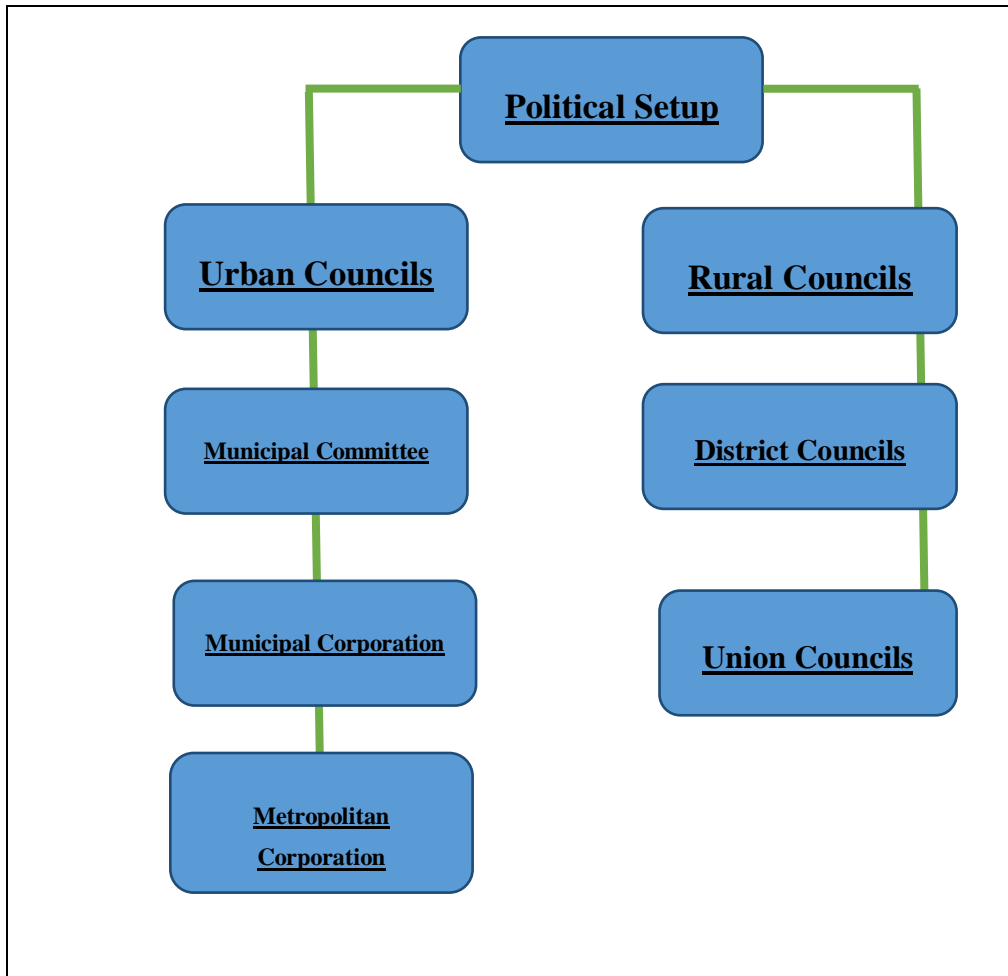 Political Setup
Urban Councils
Rural Councils
Municipal Committee
District Councils
Municipal Corporation
Union Councils
Metropolitan
Corporation